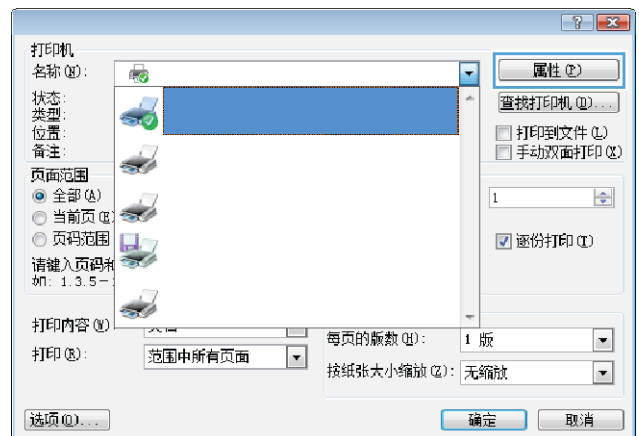 打印机
名称(N):
属性(P)
状态:
类型:
位置:
备注:
查找打印机(D)...
打印到文件(L)
手动双面打印(X)
页面范围
全部(A)
当前页(E)
页码范围
请键入页码和
如: 1.3.5-
1
逐份打印(T)
打印内容(W):
打印(R):
范围中所有页面
每页的版数(H):
1 版
按纸张大小缩放(Z):
无缩放
选项(O)...
确定
取消